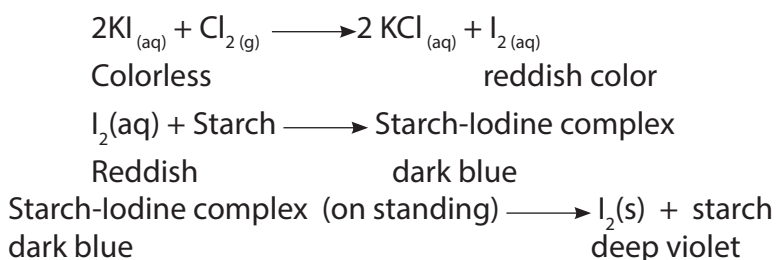 2KI (aq) + Cl2 (g) ⟶ 2 KCl (aq) + I2 (aq)
Colorless reddish color
I2(aq) + Starch ⟶ Starch-Iodine complex
Reddish dark blue
Starch-Iodine complex (on standing) ⟶ I2(s) + starch
dark blue deep violet